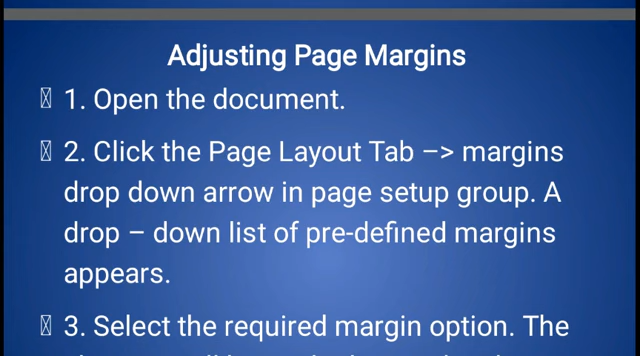 Adjusting Page Margins
1. Open the document.
2. Click the Page Layout Tab –> margins
drop down arrow in page setup group. A
drop – down list of pre-defined margins
appears.
3. Select the required margin option. The